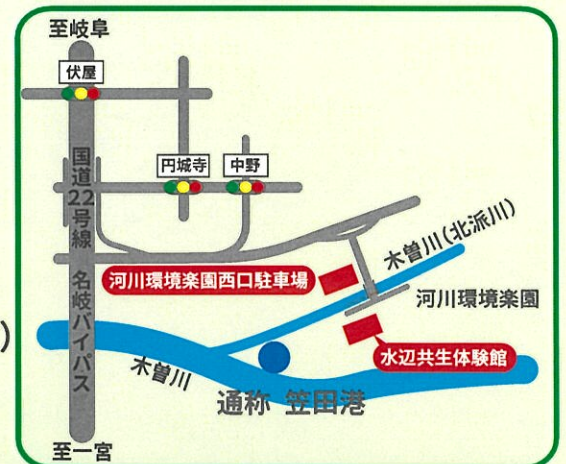 至岐阜
伏屋
円城寺
中野
国道22号線 名岐バイパス
木曽川(北派川)
河川環境楽園西口駐車場
河川環境楽園
)
水辺共生体験館
木曽川
通称 笠田港
至一宮